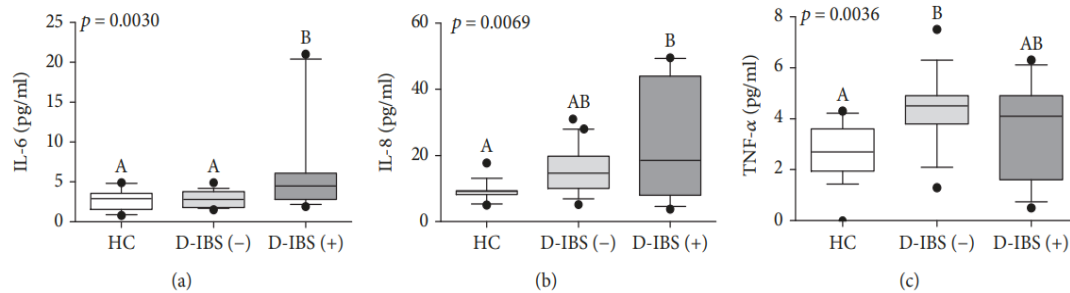 p = 0.0030
IL-6 (pg/ml)
25
20
15
10
5
0
A
A
B
HC
D-IBS (−)
D-IBS (+)
(a)
p = 0.0069
IL-8 (pg/ml)
60
40
20
0
A
AB
B
HC
D-IBS (−)
D-IBS (+)
(b)
p = 0.0036
TNF-α (pg/ml)
8
6
4
2
0
A
B
AB
HC
D-IBS (−)
D-IBS (+)
(c)